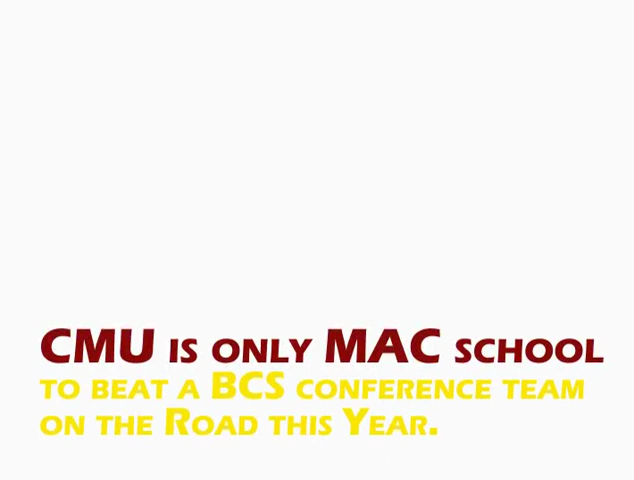 CMU is only MAC school
to beat a BCS conference team
on the Road this Year.